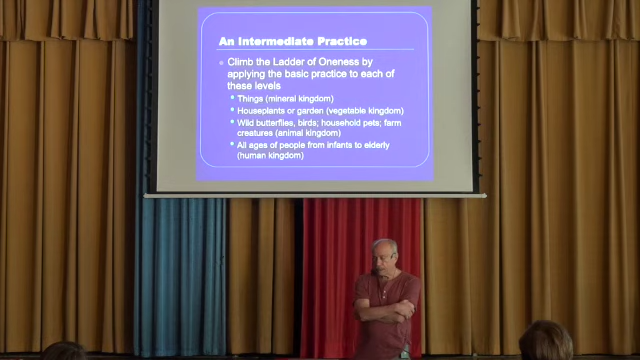 An Intermediate Practice
Climb the Ladder of Oneness by
applying the basic practice to each of
these levels
Things (mineral kingdom)
Houseplants or garden (vegetable kingdom)
Wild butterflies, birds; household pets; farm
creatures (animal kingdom)
All ages of people from infants to elderly
(human kingdom)